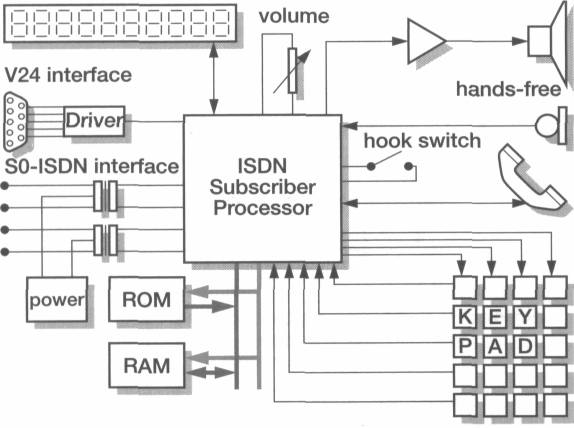 volume
V24 interface
hands-free
Driver
hook switch
S0-ISDN interface
ISDN
Subscriber
Processor
power
ROM
RAM
K E Y
P A D